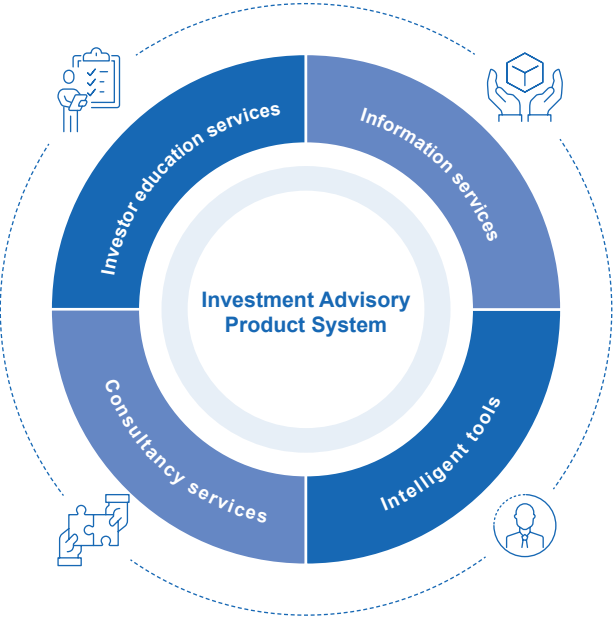 Investor education services
Information services
Investment Advisory
Product System
Consultancy services
Intelligent tools